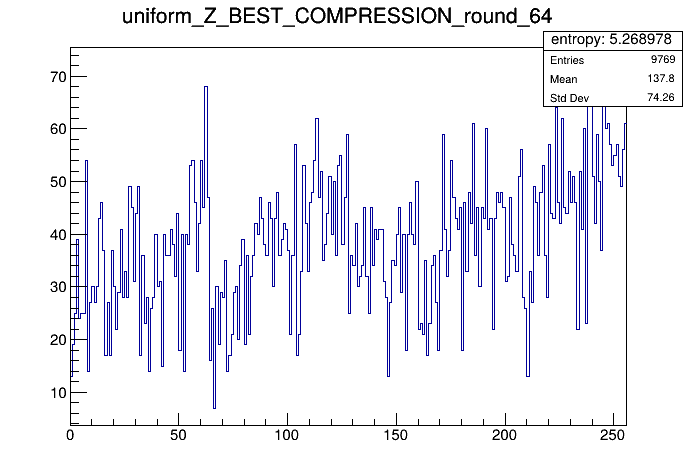 uniform_Z_BEST_COMPRESSION_round_64
entropy: 5.268978
Entries 9769
Mean 137.8
Std Dev 74.26
70
60
50
40
30
20
10
0 50 100 150 200 250